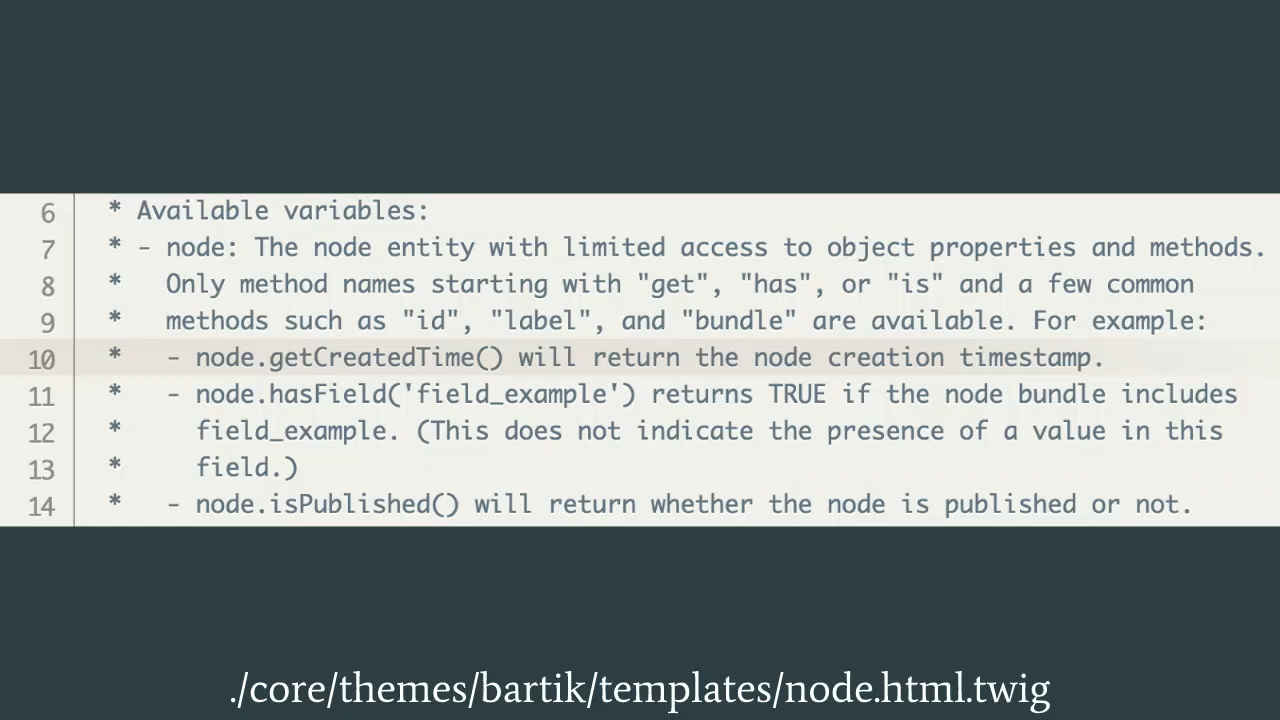 6 * Available variables:
7 * - node: The node entity with limited access to object properties and methods.
8 * Only method names starting with "get", "has", or "is" and a few common
9 * methods such as "id", "label", and "bundle" are available. For example:
10 * - node.getCreatedTime() will return the node creation timestamp.
11 * - node.hasField('field_example') returns TRUE if the node bundle includes
12 * field_example. (This does not indicate the presence of a value in this
13 * field.)
14 * - node.isPublished() will return whether the node is published or not.
./core/themes/bartik/templates/node.html.twig